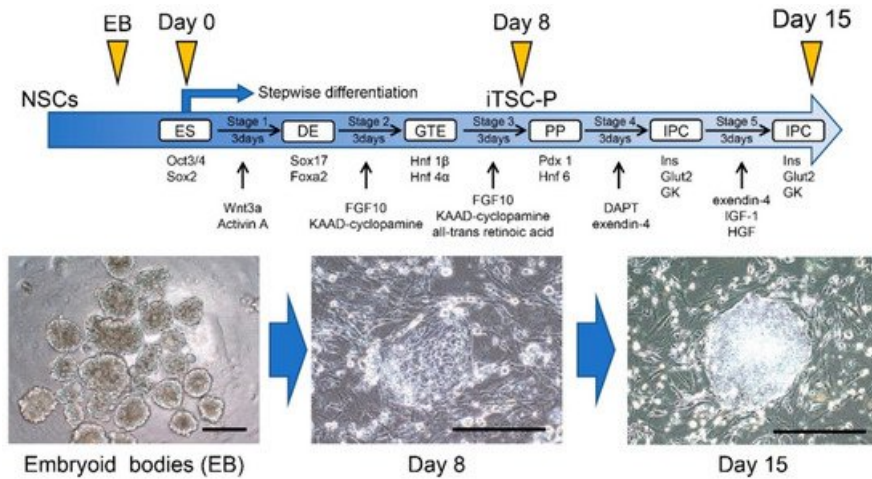 EB
Day 0
Day 8
Day 15
NSCs
Stepwise differentiation
iTSC-P
ES
Stage 1
3days
DE
Stage 2
3days
GTE
Stage 3
3days
PP
Stage 4
3days
IPC
Stage 5
3days
IPC
Oct3/4
Sox2
Sox17
Foxa2
Hnf 1β
Hnf 4α
Pdx 1
Hnf 6
Ins
Glut2
GK
Ins
Glut2
GK
Wnt3a
Activin A
FGF10
KAAD-cyclopamine
FGF10
KAAD-cyclopamine
all-trans retinoic acid
DAPT
exendin-4
exendin-4
IGF-1
HGF
Embryoid bodies (EB)
Day 8
Day 15